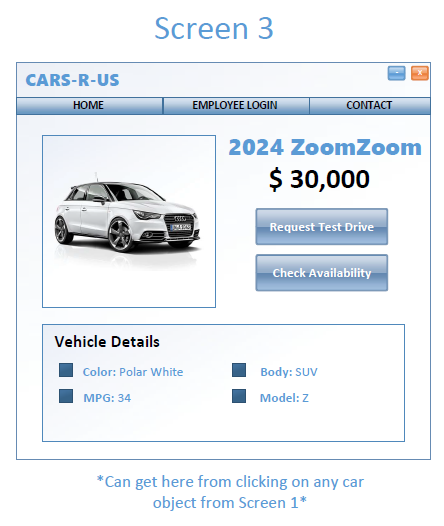 Screen 3
CARS-R-US
- x
HOME EMPLOYEE LOGIN CONTACT
2024 ZoomZoom
$ 30,000
Request Test Drive
Check Availability
Vehicle Details
Color: Polar White Body: SUV
MPG: 34 Model: Z
*Can get here from clicking on any car
object from Screen 1*